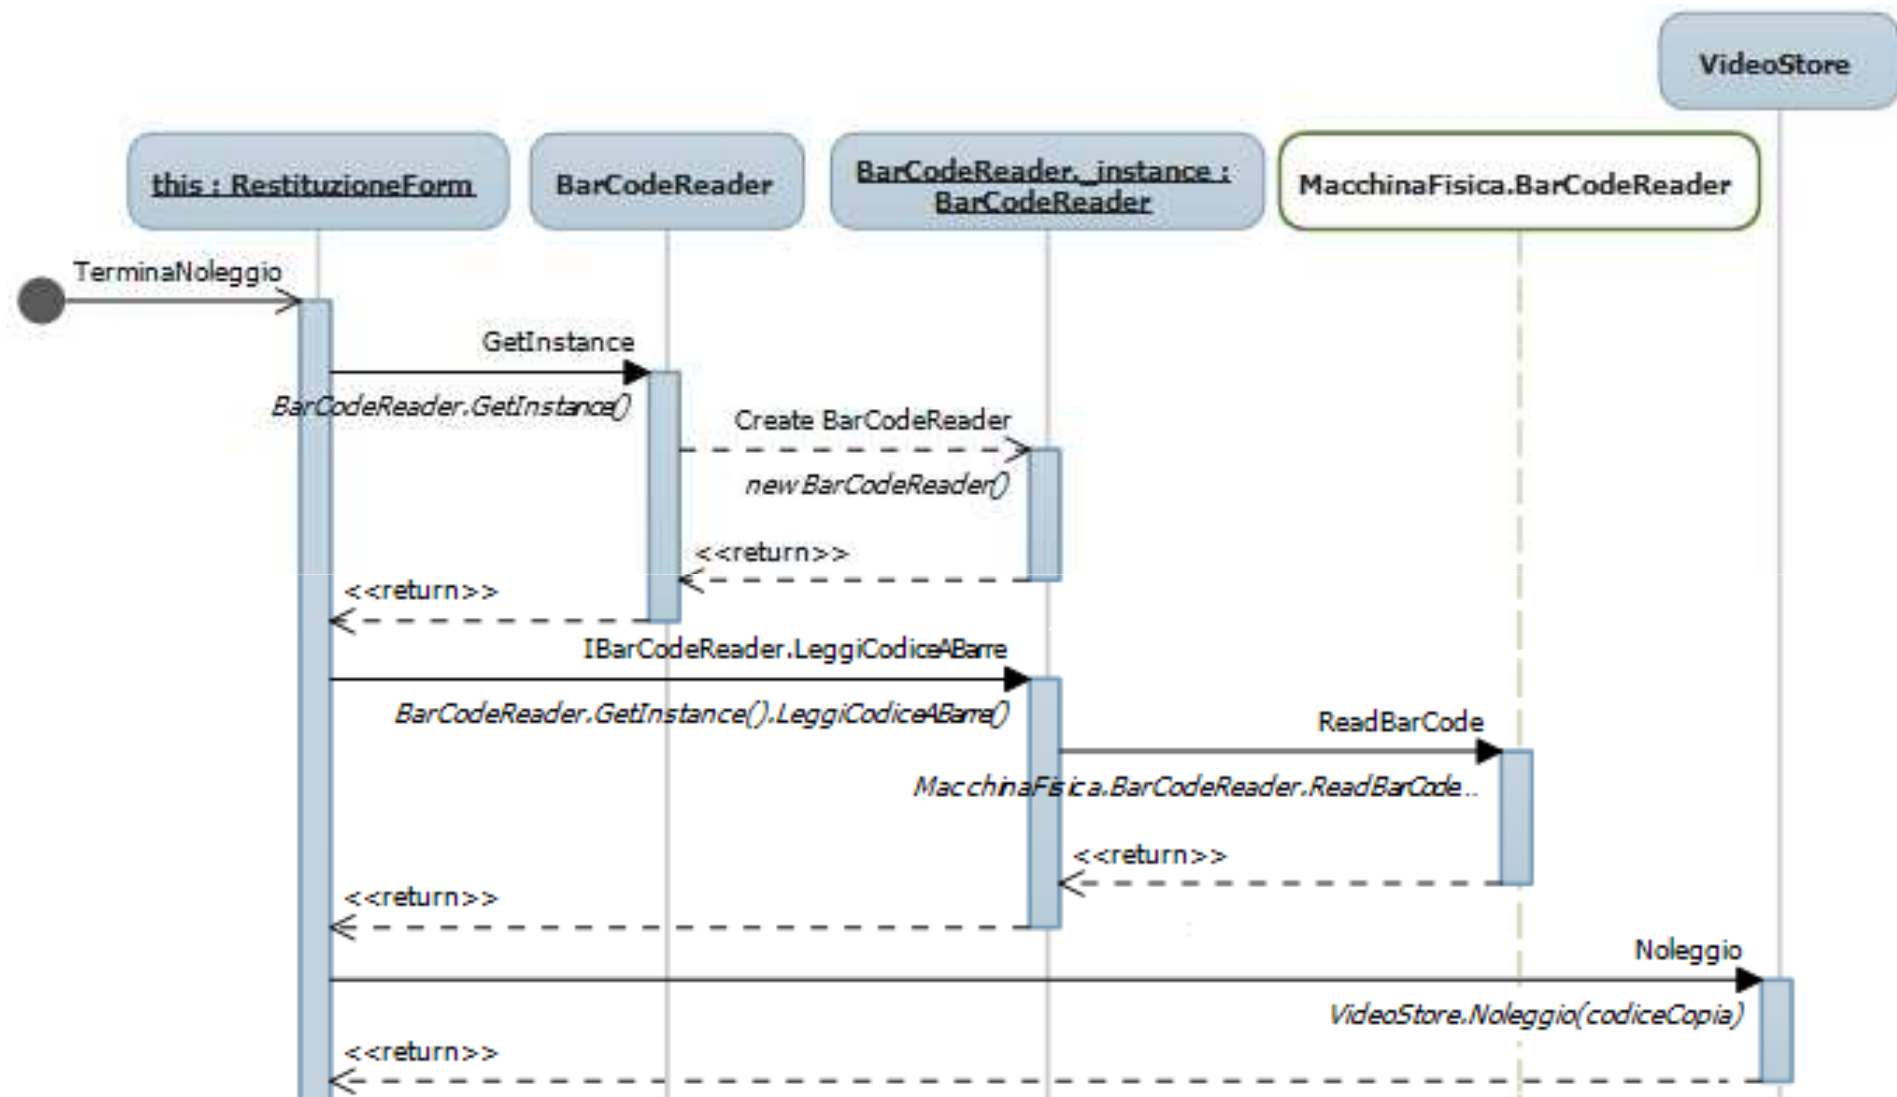 VideoStore
this : RestituzioneForm
BarCodeReader
BarCodeReader._instance :
BarCodeReader
MacchinaFisica.BarCodeReader
TerminaNoleggio
GetInstance
BarCodeReader.GetInstance()
Create BarCodeReader
new BarCodeReader()
<<return>>
<<return>>
IBarCodeReader.LeggiCodiceABarre
BarCodeReader.GetInstance().LeggiCodiceABarre()
ReadBarCode
MacchinaFisica.BarCodeReader.ReadBarCode...
<<return>>
<<return>>
Noleggio
VideoStore.Noleggio(codiceCopia)
<<return>>